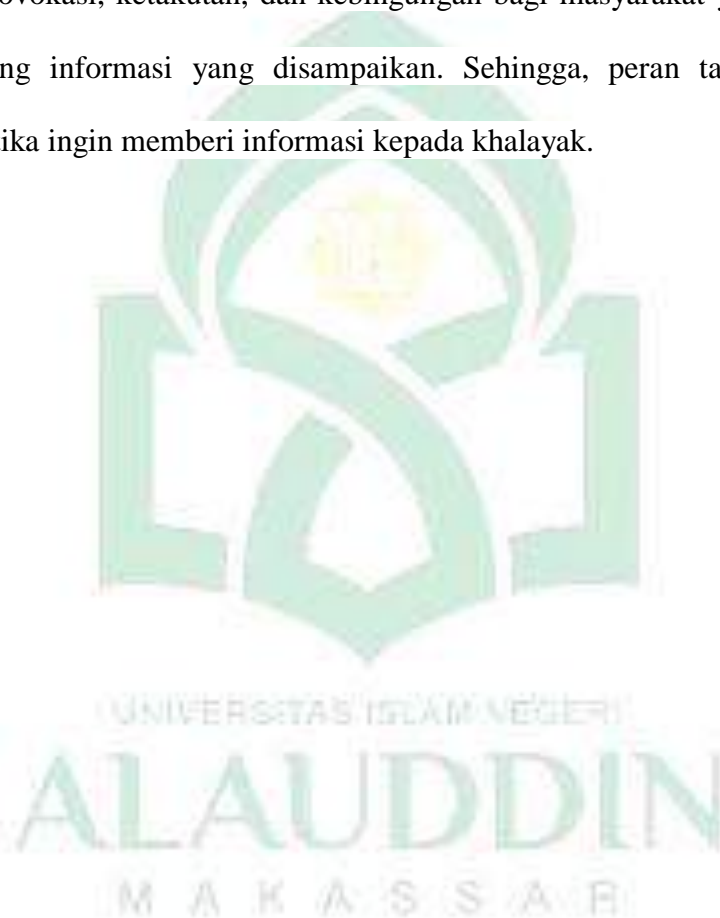 ovokasi, ketakutan, dan kebingungan bagi masyarakat
ng informasi yang disampaikan. Sehingga, peran ta
ika ingin memberi informasi kepada khalayak.
UNIVERSITAS ISLAM NEGERI
ALAUDDIN
MAKASSAR